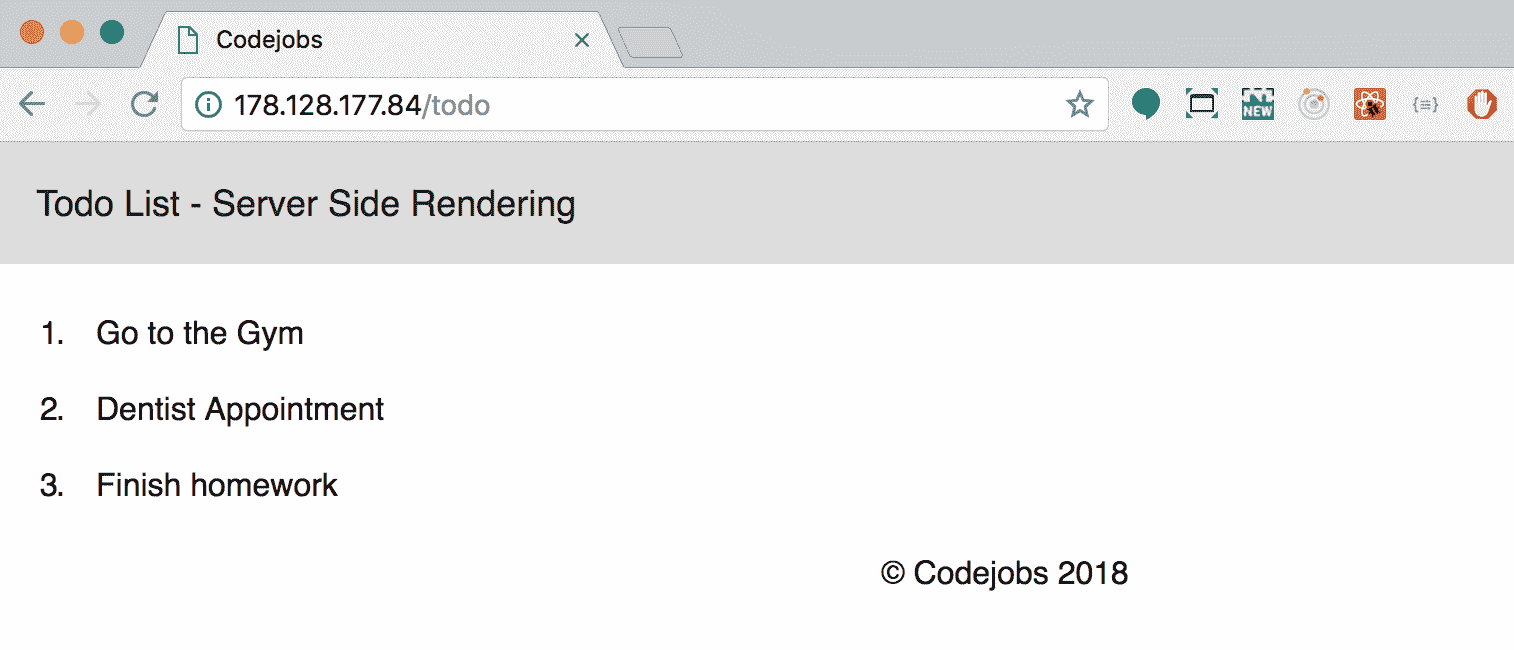 Codejobs
178.128.177.84/todo
NEW
Todo List - Server Side Rendering
1. Go to the Gym
2. Dentist Appointment
3. Finish homework
© Codejobs 2018